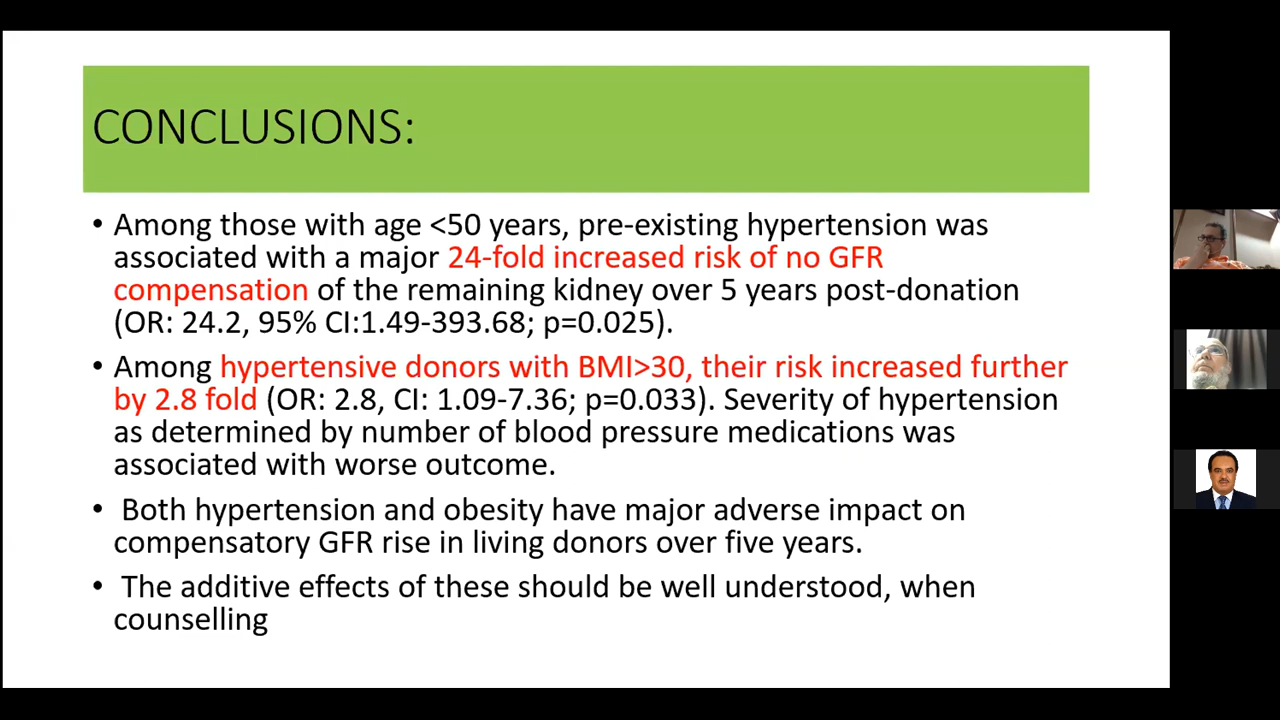 CONCLUSIONS:
• Among those with age <50 years, pre-existing hypertension was
associated with a major 24-fold increased risk of no GFR
compensation of the remaining kidney over 5 years post-donation
(OR: 24.2, 95% CI:1.49-393.68; p=0.025).
• Among hypertensive donors with BMI>30, their risk increased further
by 2.8 fold (OR: 2.8, CI: 1.09-7.36; p=0.033). Severity of hypertension
as determined by number of blood pressure medications was
associated with worse outcome.
• Both hypertension and obesity have major adverse impact on
compensatory GFR rise in living donors over five years.
• The additive effects of these should be well understood, when
counselling